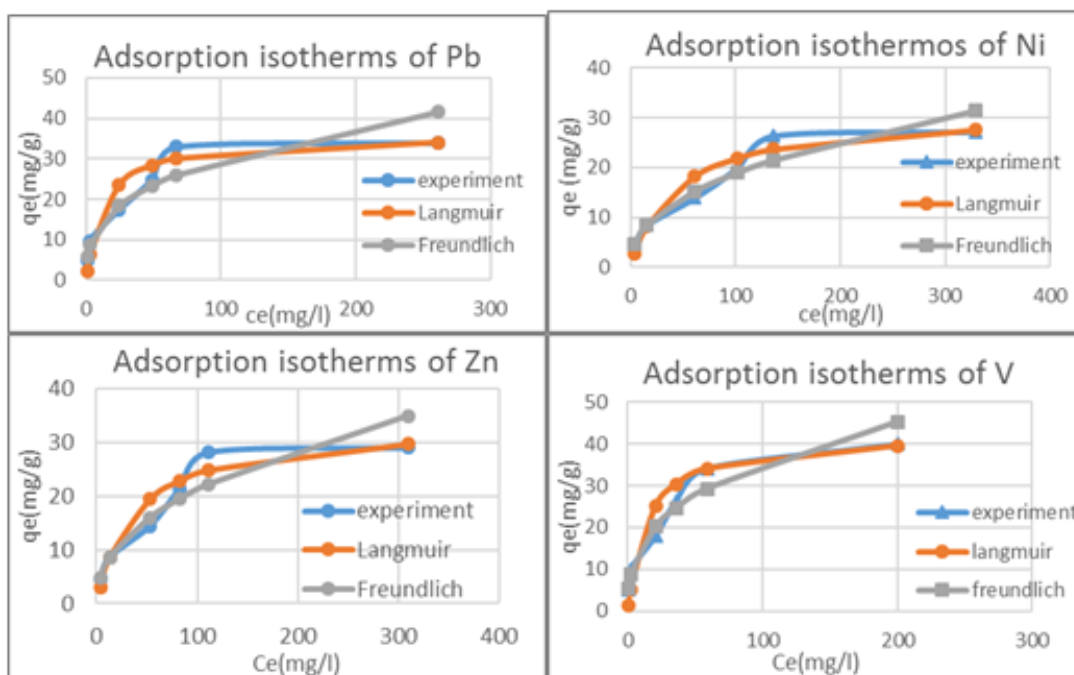 Adsorption isotherms of Pb
50
40
30
20
10
0
qe(mg/g)
experiment
Langmuir
Freundlich
0 100 200 300
ce(mg/l)
Adsorption isothermos of Ni
40
30
20
10
0
qe (mg/g)
experiment
Langmuir
Freundlich
0 100 200 300 400
ce(mg/l)
Adsorption isotherms of Zn
40
30
20
10
0
qe(mg/g)
experiment
Langmuir
Freundlich
0 100 200 300 400
Ce(mg/l)
Adsorption isotherms of V
50
40
30
20
10
0
qe(mg/g)
experiment
langmuir
freundlich
0 100 200 300
Ce(mg/l)